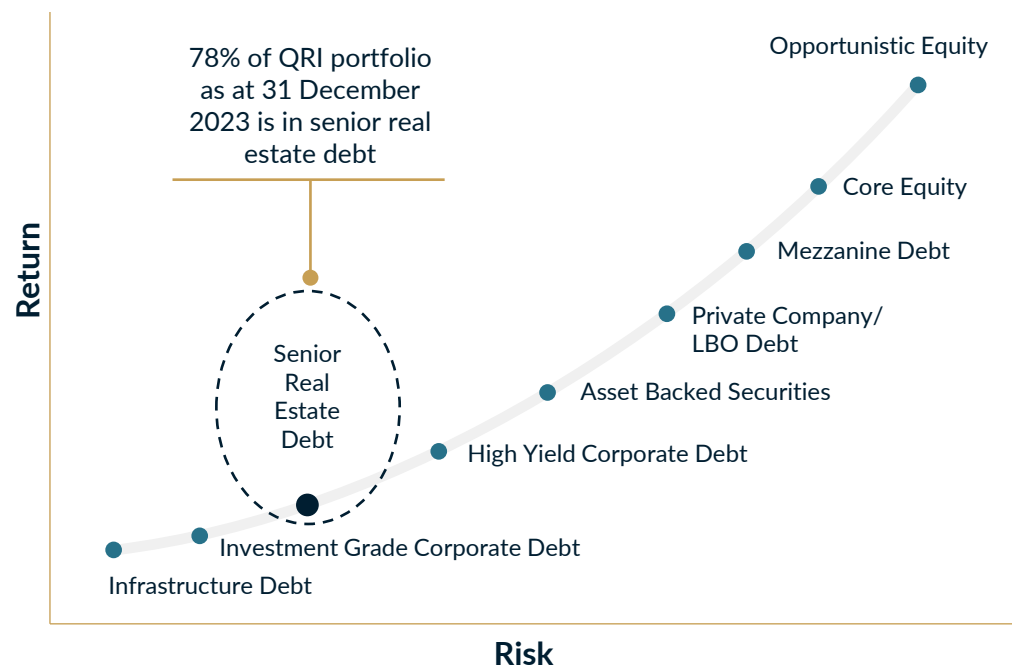 78% of QRI portfolio
as at 31 December
2023 is in senior real
estate debt
Opportunistic Equity
Core Equity
Mezzanine Debt
Private Company/
LBO Debt
Asset Backed Securities
High Yield Corporate Debt
Senior
Real
Estate
Debt
Investment Grade Corporate Debt
Infrastructure Debt
Return
Risk